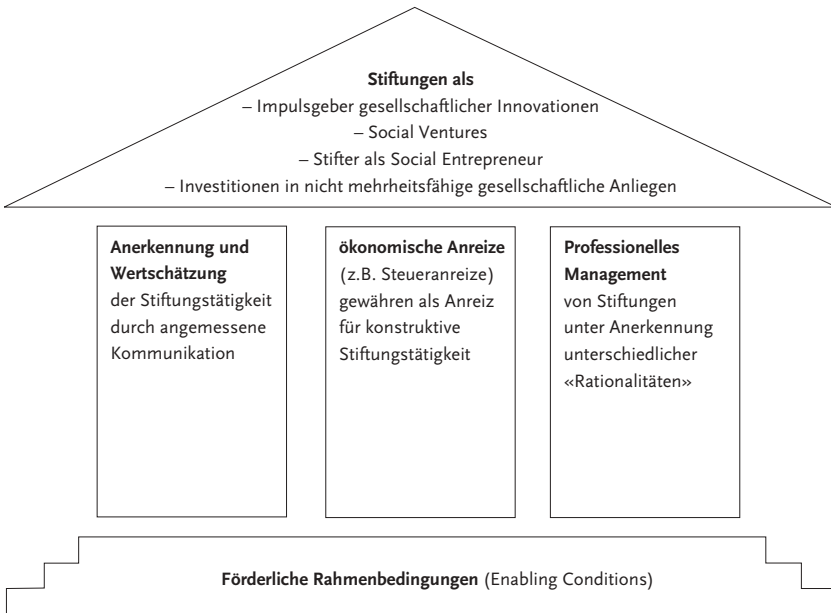 Stiftungen als
– Impulsgeber gesellschaftlicher Innovationen
– Social Ventures
– Stifter als Social Entrepreneur
– Investitionen in nicht mehrheitsfähige gesellschaftliche Anliegen
Anerkennung und
Wertschätzung
der Stiftungstätigkeit
durch angemessene
Kommunikation
ökonomische Anreize
(z.B. Steueranreize)
gewähren als Anreiz
für konstruktive
Stiftungstätigkeit
Professionelles
Management
von Stiftungen
unter Anerkennung
unterschiedlicher
«Rationalitäten»
Förderliche Rahmenbedingungen (Enabling Conditions)